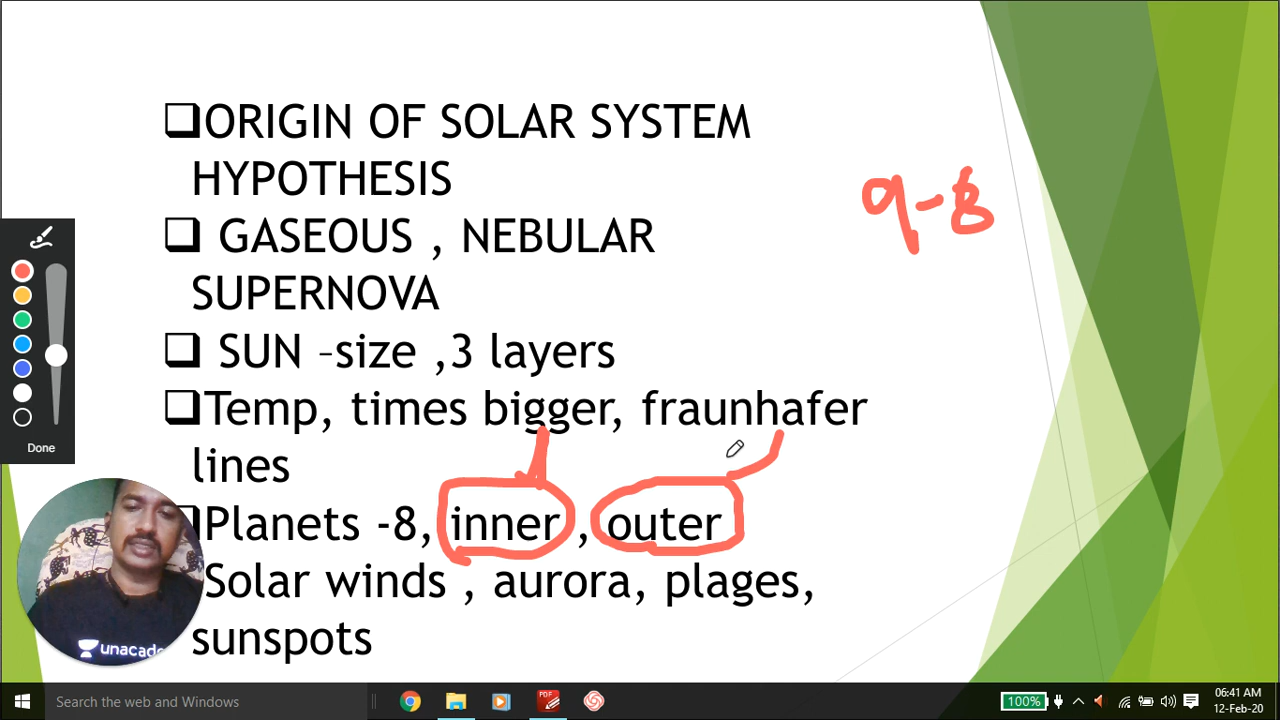 ORIGIN OF SOLAR SYSTEM
HYPOTHESIS
9-8
GASEOUS , NEBULAR
SUPERNOVA
SUN –size ,3 layers
Temp, times bigger, fraunhafer
lines
Planets -8, inner , outer
Solar winds , aurora, plages,
sunspots
Done
unacade
Search the web and Windows
PDF
100%
06:41 AM
12-Feb-20